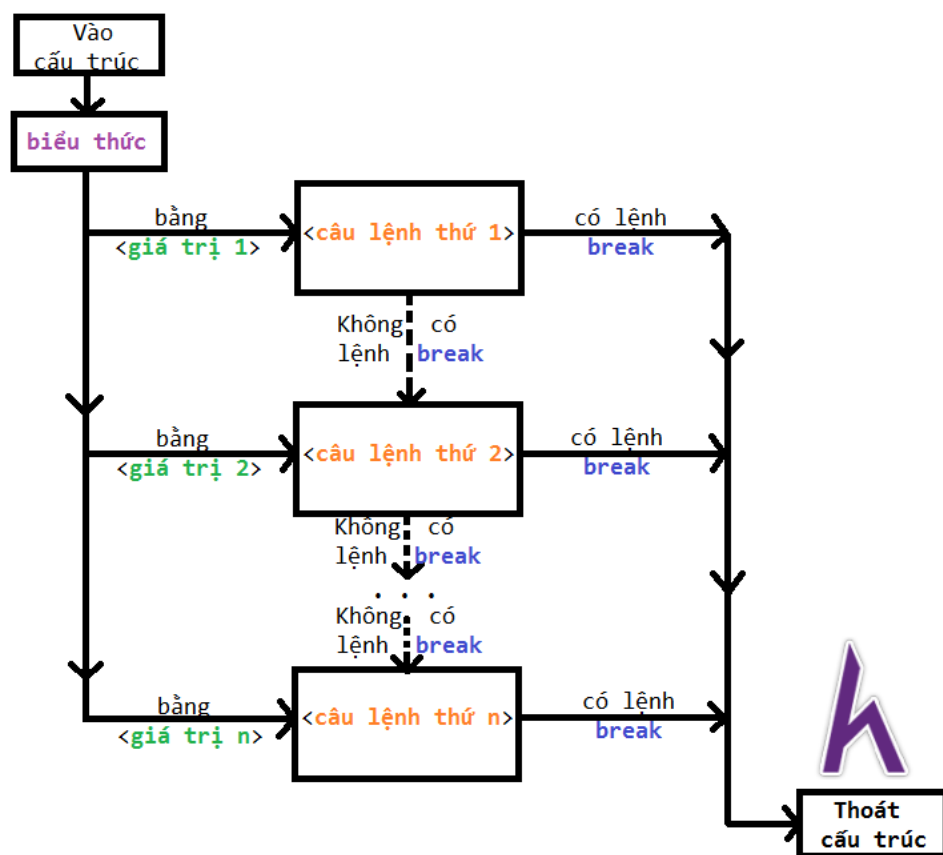 Vào
cấu trúc
biểu thức
bằng
<giá trị 1>
<câu lệnh thứ 1>
có lệnh
break
Không có
lệnh break
bằng
<giá trị 2>
<câu lệnh thứ 2>
có lệnh
break
Không có
lệnh break
. . .
Không có
lệnh break
bằng
<giá trị n>
<câu lệnh thứ n>
có lệnh
break
Thoát
cấu trúc